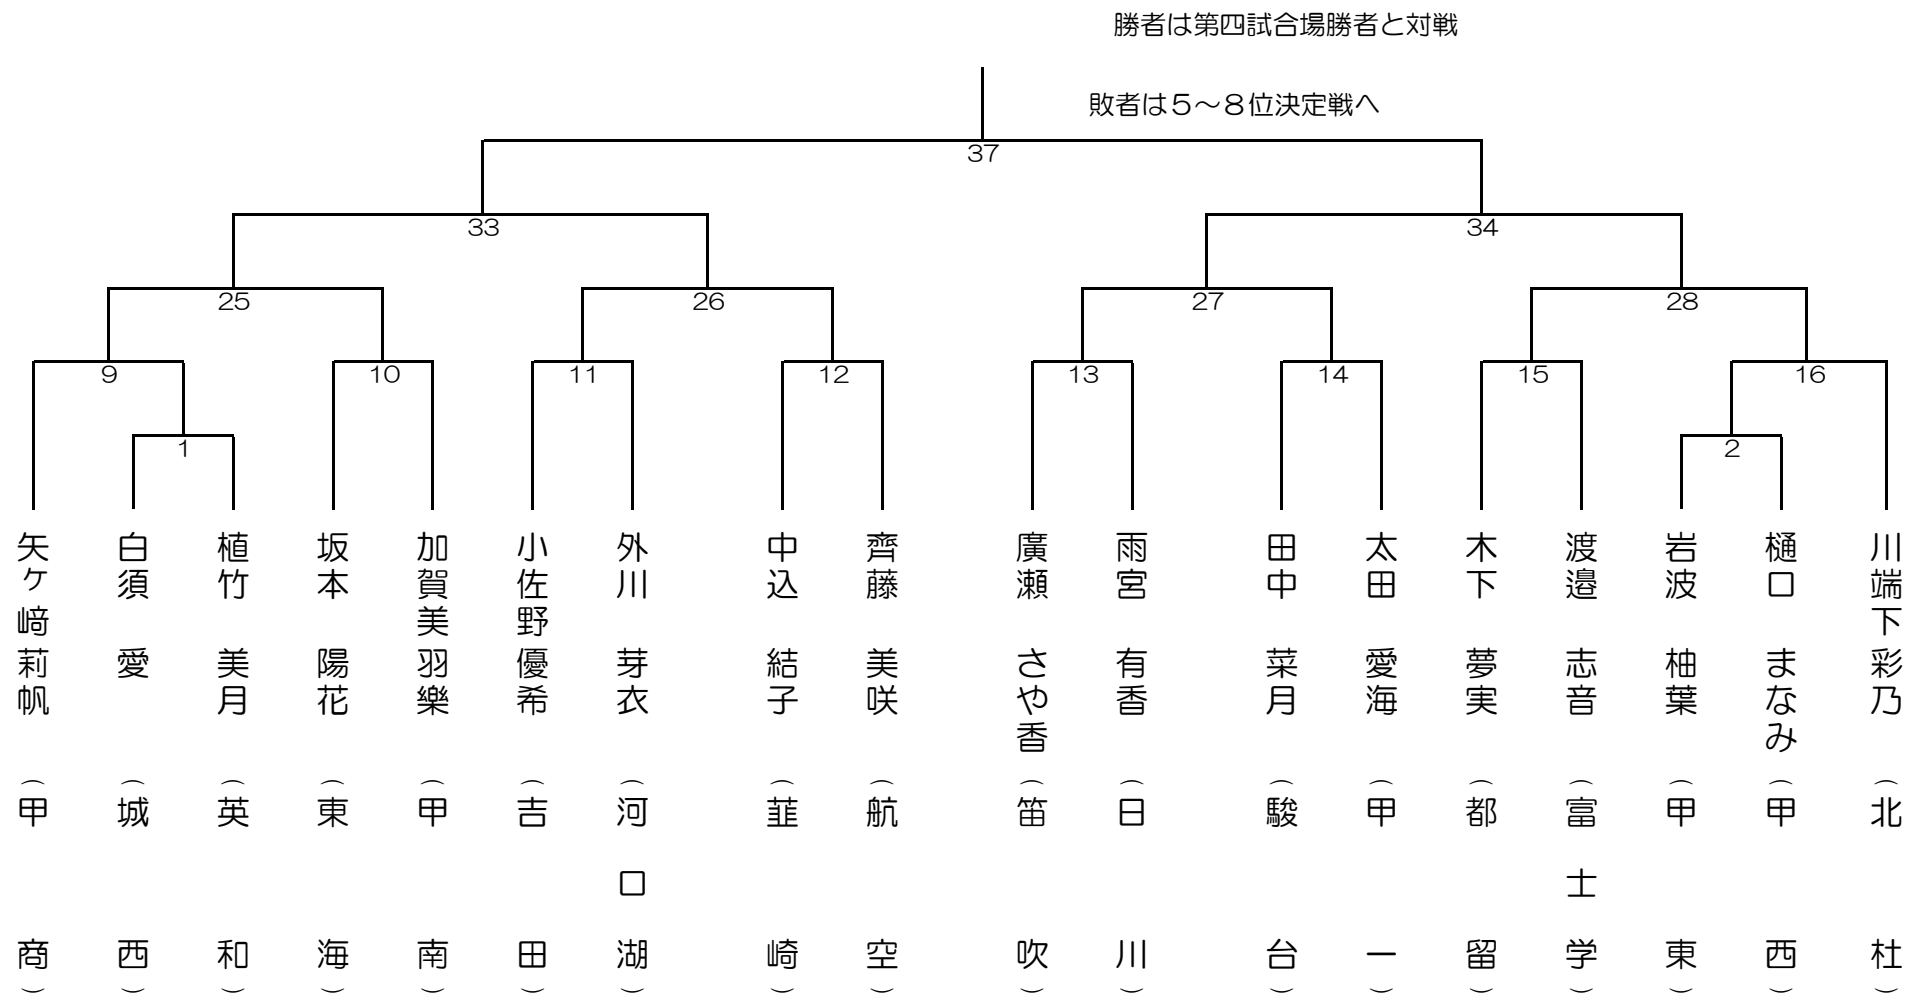 勝者は第四試合場勝者と対戦
敗者は５～８位決定戦へ
37
33
34
25
26
27
28
9
10
11
12
13
14
15
16
1
2
矢ケ﨑 莉帆 （甲商）
白須 愛 （城西）
植竹 美月 （英和）
坂本 陽花 （東海）
加賀美 羽樂 （甲南）
小佐野 優希 （吉田）
外川 芽衣 （河口湖）
中込 結子 （韮崎）
齊藤 美咲 （航空）
廣瀬 さや香 （笛吹）
雨宮 有香 （日川）
田中 菜月 （駿台）
太田 愛海 （甲一）
木下 夢実 （都留）
渡邉 志音 （富士学）
岩波 柚葉 （甲東）
樋口 まなみ （甲西）
川端下 彩乃 （北杜）